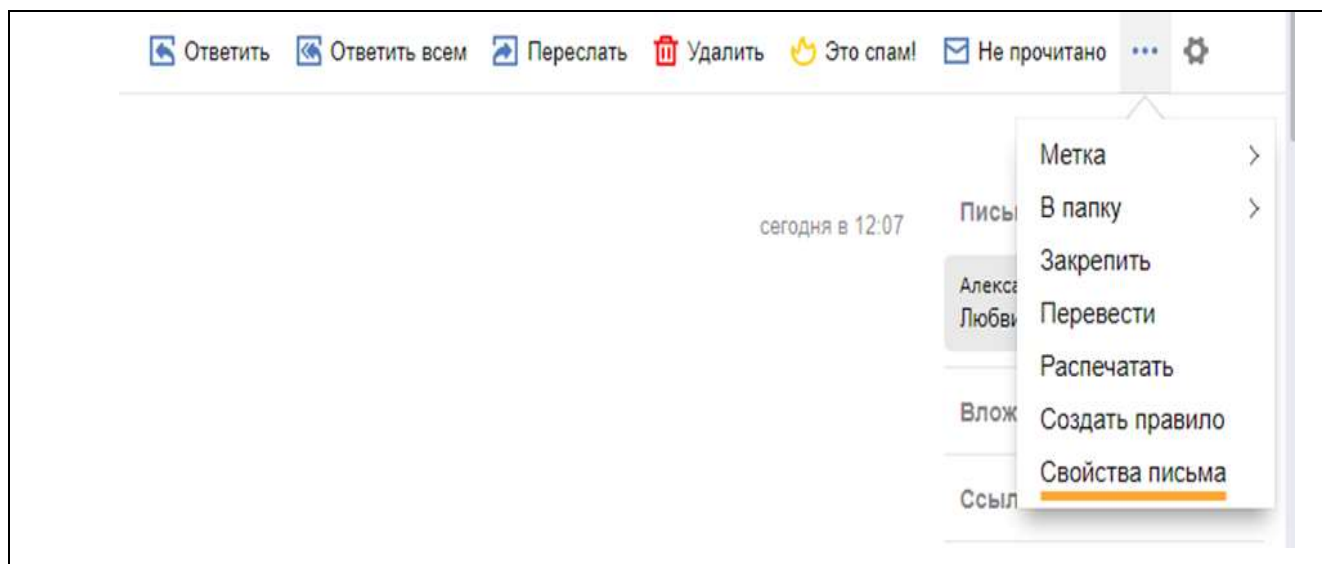 Ответить Ответить всем Переслать Удалить Это спам! Не прочитано ...
Метка
сегодня в 12:07
В папку
Закрепить
Перевести
Распечатать
Создать правило
Свойства письма